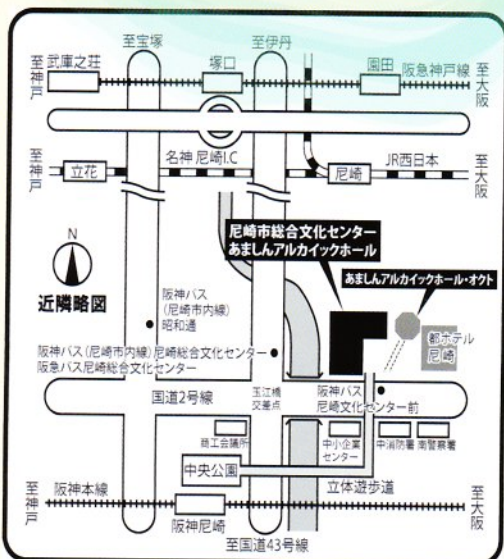 至宝塚
至伊丹
至神戸
武庫之荘
塚口
園田
阪急神戸線
至大阪
名神 尼崎I.C
JR西日本
至神戸
立花
尼崎
至大阪
尼崎市総合文化センター
あましんアルカイックホール
N
近隣略図
あましんアルカイックホール・オクト
阪神バス
(尼崎市内線)
昭和通
都ホテル
尼崎
阪神バス(尼崎市内線)尼崎総合文化センター
阪急バス尼崎総合文化センター
国道2号線
玉江橋
交差点
阪神バス
尼崎文化センター前
商工会議所
中小企業
センター
中消防署
南警察署
中央公園
立体遊歩道
至神戸
阪神本線
阪神尼崎
至大阪
至国道43号線